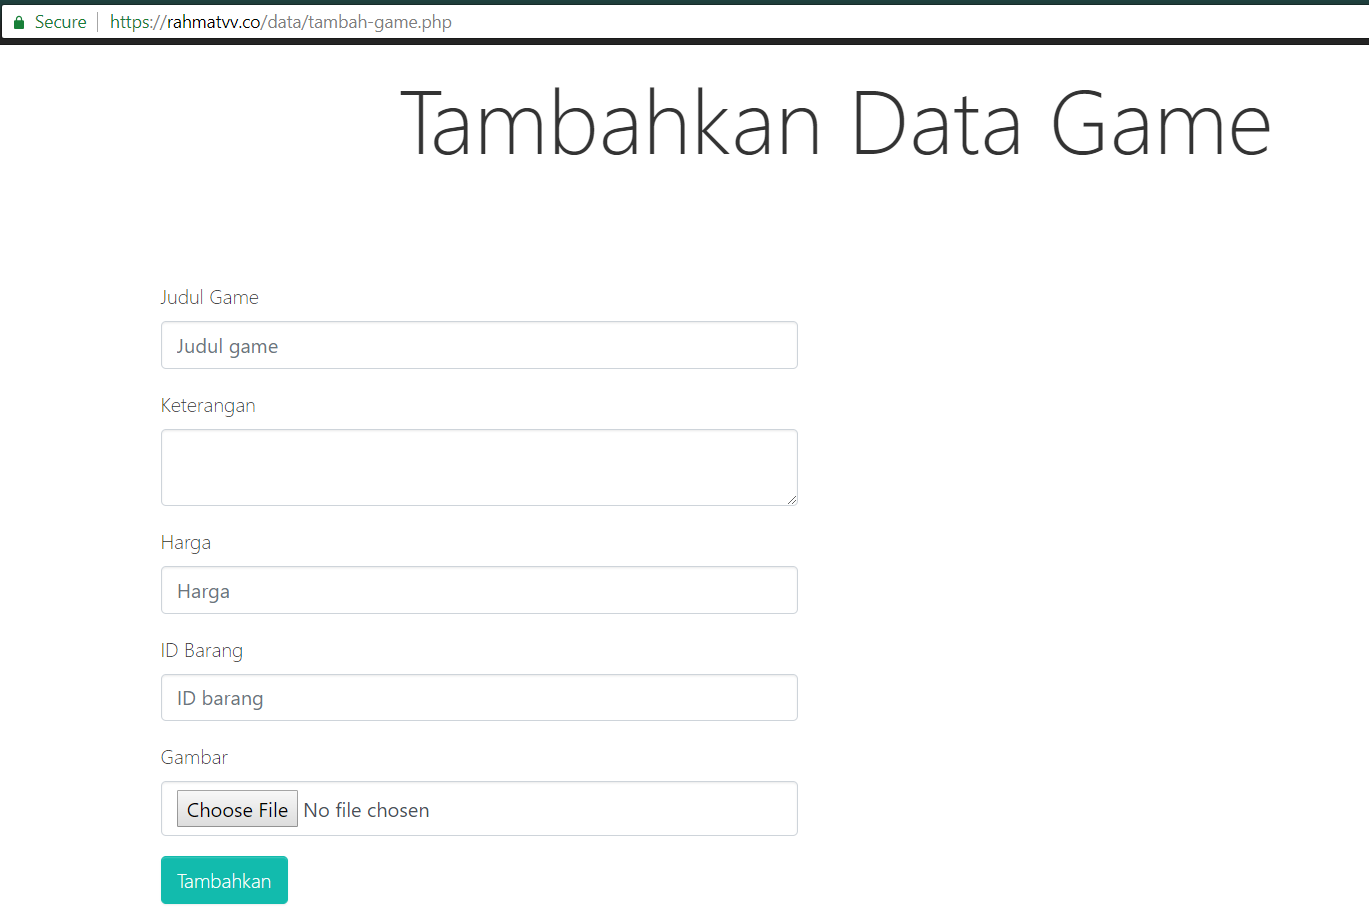 Secure https://rahmatvv.co/data/tambah-game.php
Tambahkan Data Game
Judul Game
Judul game
Keterangan
Harga
Harga
ID Barang
ID barang
Gambar
Choose File No file chosen
Tambahkan